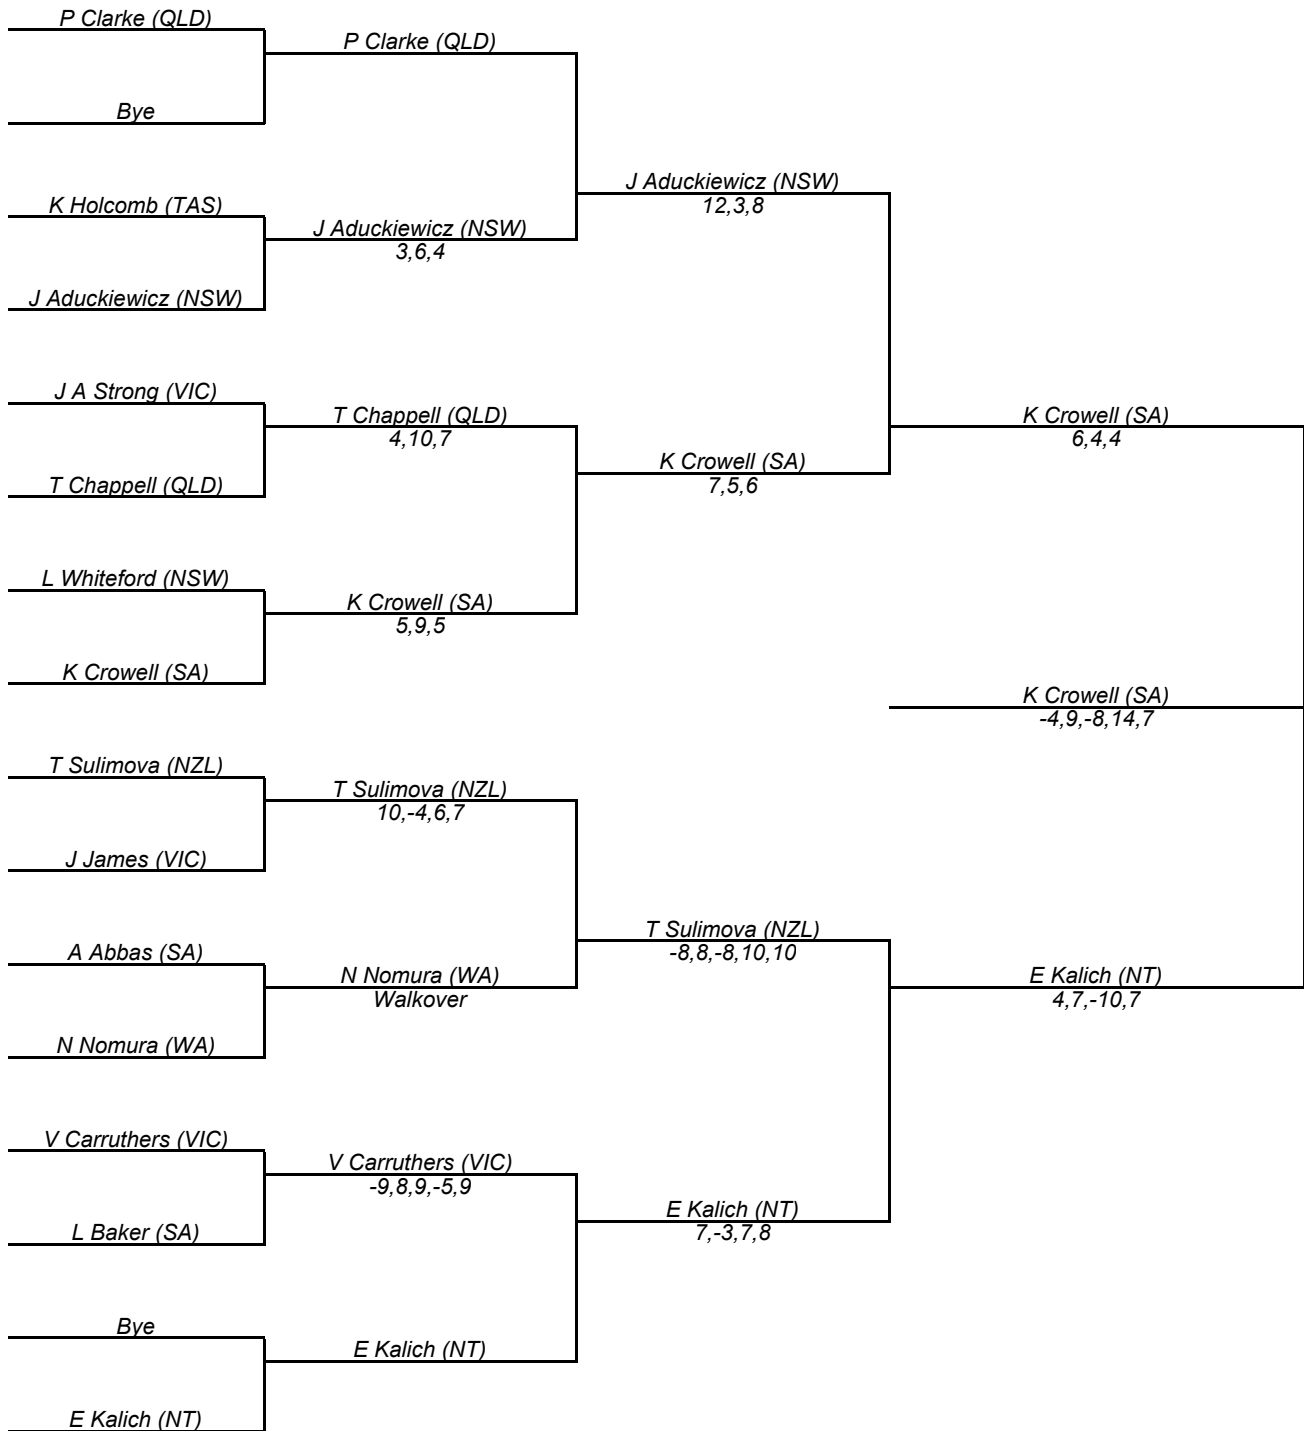 P Clarke (QLD)
P Clarke (QLD)
Bye
J Aduckiewicz (NSW)
12,3,8
K Holcomb (TAS)
J Aduckiewicz (NSW)
3,6,4
J Aduckiewicz (NSW)
J A Strong (VIC)
T Chappell (QLD)
4,10,7
K Crowell (SA)
6,4,4
K Crowell (SA)
7,5,6
T Chappell (QLD)
L Whiteford (NSW)
K Crowell (SA)
5,9,5
K Crowell (SA)
K Crowell (SA)
-4,9,-8,14,7
T Sulimova (NZL)
T Sulimova (NZL)
10,-4,6,7
J James (VIC)
T Sulimova (NZL)
-8,8,-8,10,10
A Abbas (SA)
N Nomura (WA)
Walkover
E Kalich (NT)
4,7,-10,7
N Nomura (WA)
V Carruthers (VIC)
V Carruthers (VIC)
-9,8,9,-5,9
E Kalich (NT)
7,-3,7,8
L Baker (SA)
Bye
E Kalich (NT)
E Kalich (NT)